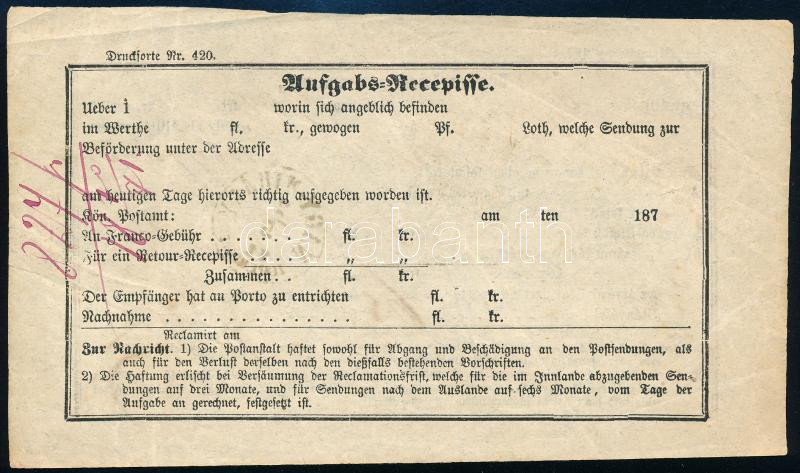 Drucksorte Nr. 420.
Aufgabs-Recepisse.
Ueber 1 worin sich angeblich befinden
im Werthe fl. kr., gewogen Pf. Loth, welche Sendung zur
Beförderung unter der Adresse
am heutigen Tage hierorts richtig aufgegeben worden ist.
Kön. Postamt: am ten 187
An Franco-Gebühr . . . . . . . . . . fl. kr.
Für ein Retour-Recepisse . . . . . „ „
Zusammen . . fl. kr.
Der Empfänger hat an Porto zu entrichten fl. kr.
Nachnahme . . . . . . . . . . . . . . . fl. kr.
Reclamirt am
Zur Nachricht. 1) Die Postanstalt haftet sowohl für Abgang und Beschädigung an den Postsendungen, als
auch für den Verlust derselben nach den dießfalls bestehenden Vorschriften.
2) Die Haftung erlischt bei Versäumung der Reclamationsfrist, welche für die im Innlande abzugebenden Sen-
dungen auf drei Monate, und für Sendungen nach dem Auslande auf sechs Monate, vom Tage der
Aufgabe an gerechnet, festgesetzt ist.
darabanth